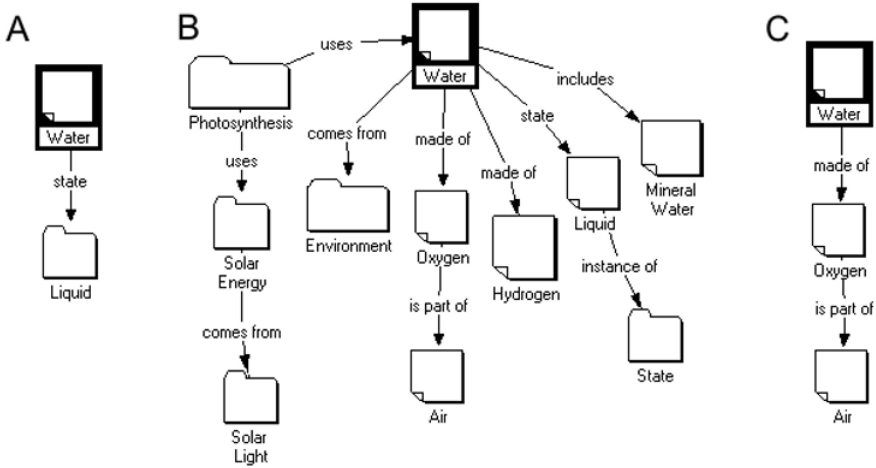 A
Water
state
Liquid
B
uses
Water
Photosynthesis
includes
comes from
made of
state
uses
made of
Mineral
Water
Liquid
Environment
Oxygen
Solar
Energy
Hydrogen
instance of
is part of
comes from
State
Air
Solar
Light
C
Water
made of
Oxygen
is part of
Air